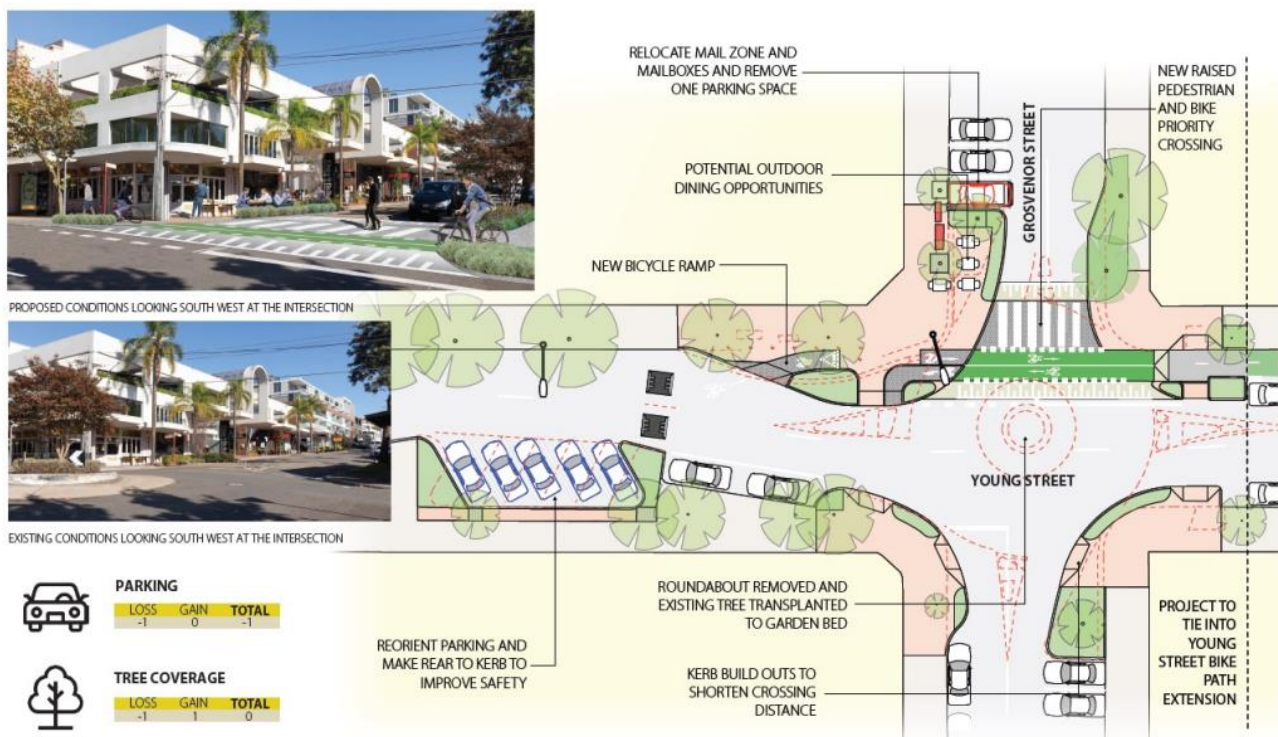 RELOCATE MAIL ZONE AND
MAILBOXES AND REMOVE
ONE PARKING SPACE
GROSVENOR STREET
NEW RAISED
PEDESTRIAN
AND BIKE
PRIORITY
CROSSING
POTENTIAL OUTDOOR
DINING OPPORTUNITIES
NEW BICYCLE RAMP
PROPOSED CONDITIONS LOOKING SOUTH WEST AT THE INTERSECTION
YOUNG STREET
EXISTING CONDITIONS LOOKING SOUTH WEST AT THE INTERSECTION
PARKING
LOSS GAIN TOTAL
-1 0 -1
TREE COVERAGE
LOSS GAIN TOTAL
-1 1 0
REORIENT PARKING AND
MAKE REAR TO KERB TO
IMPROVE SAFETY
ROUNDABOUT REMOVED AND
EXISTING TREE TRANSPLANTED
TO GARDEN BED
KERB BUILD OUTS TO
SHORTEN CROSSING
DISTANCE
PROJECT TO
TIE INTO
YOUNG
STREET BIKE
PATH
EXTENSION